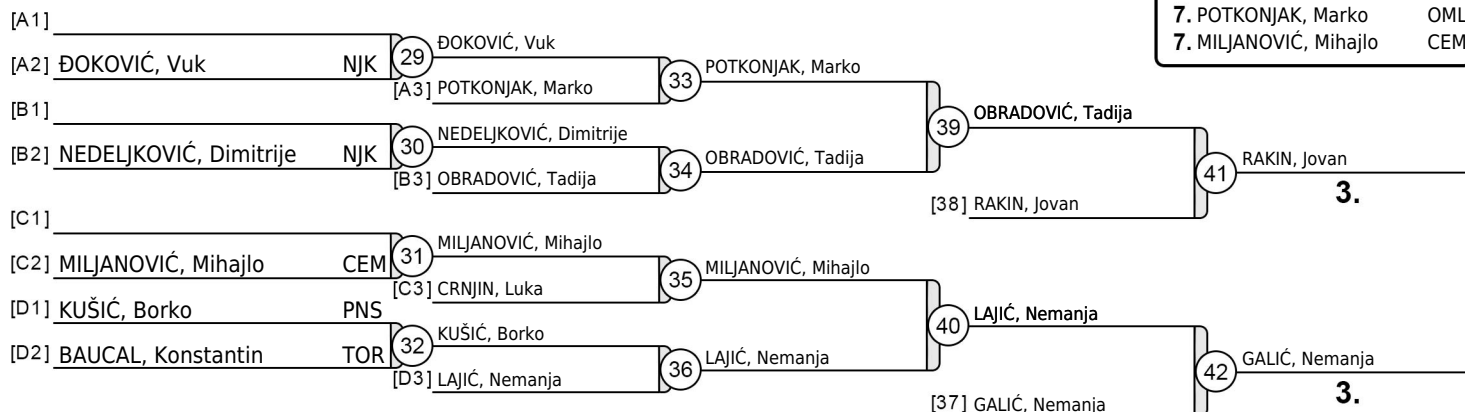 7. POTKONJAK, Marko OML
7. MILJANOVIĆ, Mihajlo CEM
[A1]
[A2] ĐOKOVIĆ, Vuk NJK
29
ĐOKOVIĆ, Vuk
[A3] POTKONJAK, Marko
33
POTKONJAK, Marko
[B1]
[B2] NEDELJKOVIĆ, Dimitrije NJK
30
NEDELJKOVIĆ, Dimitrije
[B3] OBRADOVIĆ, Tadija
34
OBRADOVIĆ, Tadija
39
OBRADOVIĆ, Tadija
[38] RAKIN, Jovan
41
RAKIN, Jovan
3.
[C1]
[C2] MILJANOVIĆ, Mihajlo CEM
31
MILJANOVIĆ, Mihajlo
[C3] CRNJIN, Luka
35
MILJANOVIĆ, Mihajlo
[D1] KUŠIĆ, Borko PNS
[D2] BAUCAL, Konstantin TOR
32
KUŠIĆ, Borko
[D3] LAJIĆ, Nemanja
36
LAJIĆ, Nemanja
40
LAJIĆ, Nemanja
[37] GALIĆ, Nemanja
42
GALIĆ, Nemanja
3.